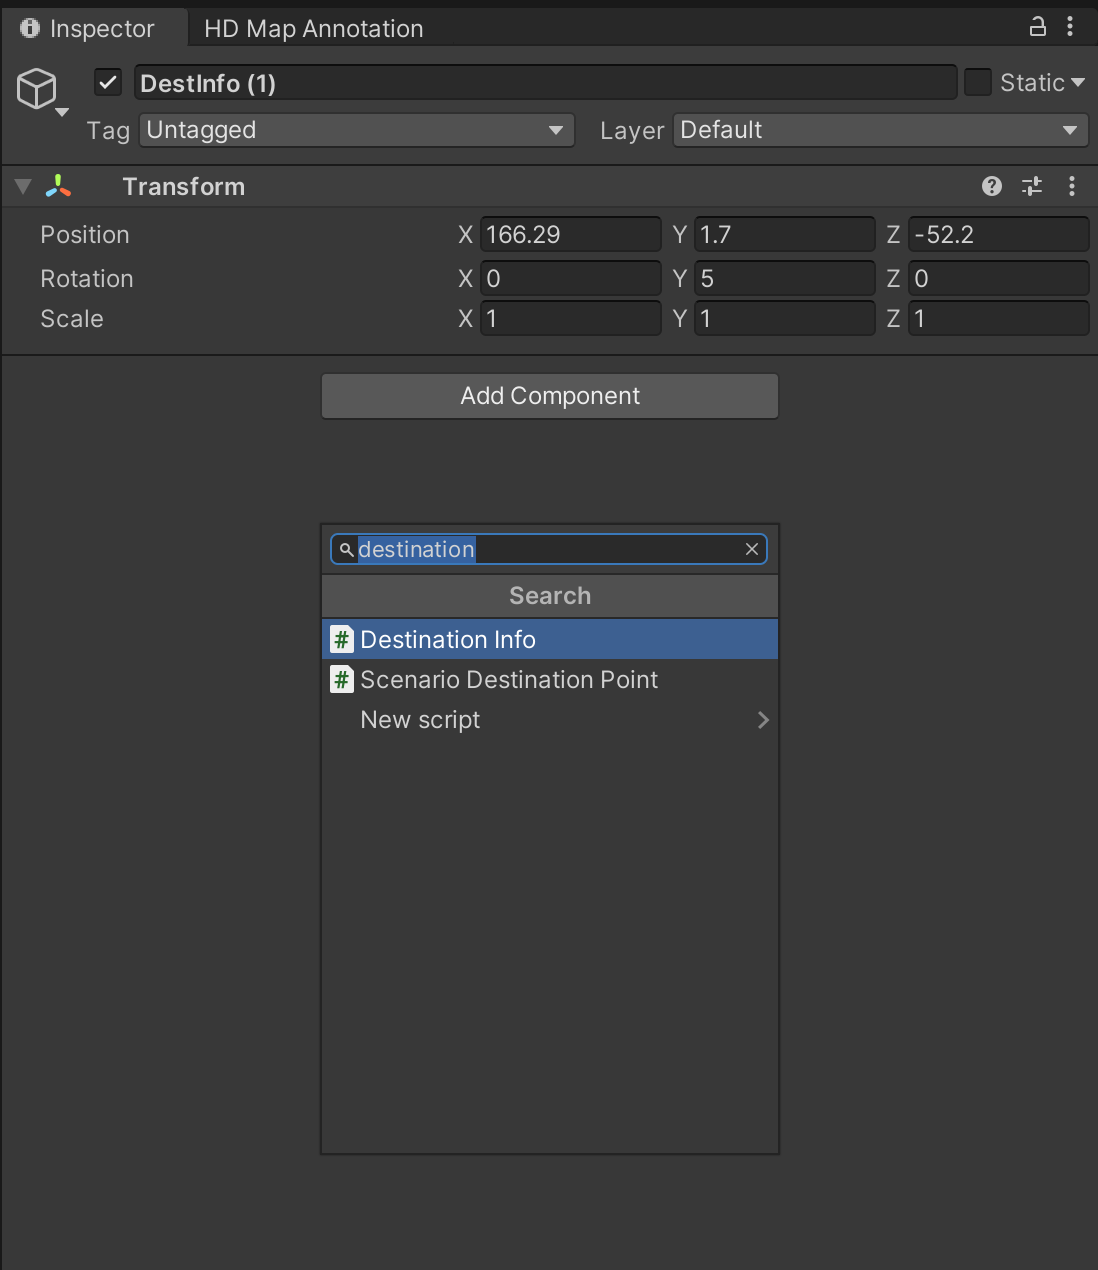 Inspector HD Map Annotation
DestInfo (1) Static
Tag Untagged Layer Default
Transform
Position X 166.29 Y 1.7 Z -52.2
Rotation X 0 Y 5 Z 0
Scale X 1 Y 1 Z 1
Add Component
destination
Search
# Destination Info
# Scenario Destination Point
New script